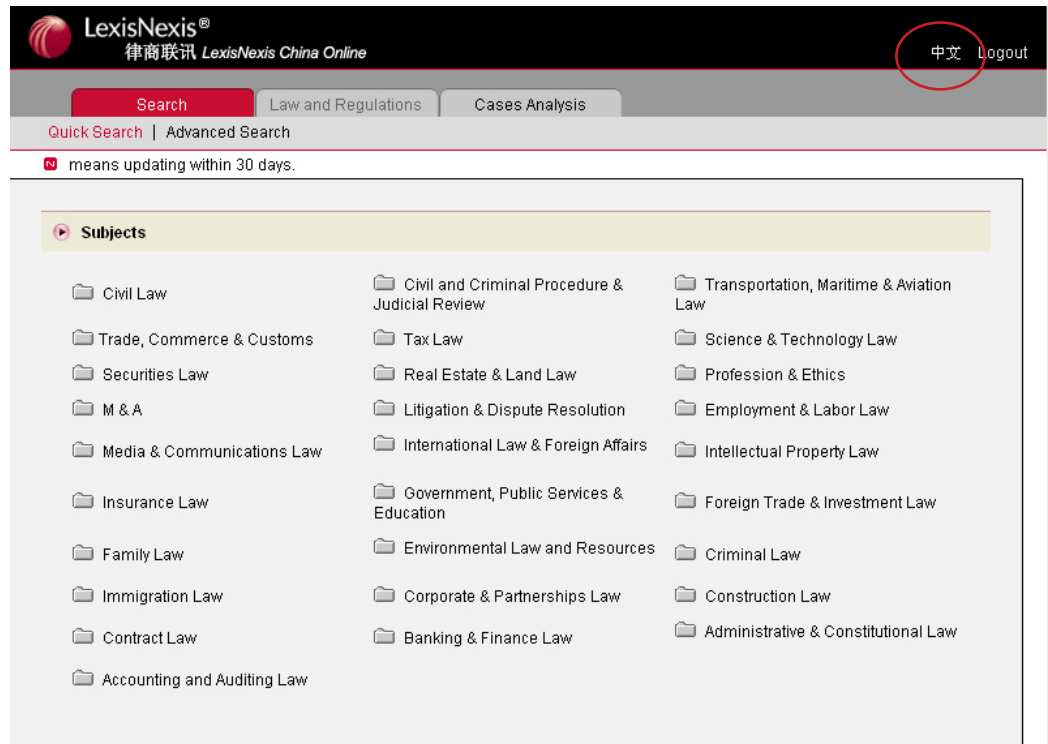 LexisNexis®
律商联讯 LexisNexis China Online
中文 Logout
Search Law and Regulations Cases Analysis
Quick Search | Advanced Search
N means updating within 30 days.
Subjects
Civil Law
Civil and Criminal Procedure &
Judicial Review
Transportation, Maritime & Aviation
Law
Trade, Commerce & Customs
Tax Law
Science & Technology Law
Securities Law
Real Estate & Land Law
Profession & Ethics
M & A
Litigation & Dispute Resolution
Employment & Labor Law
Media & Communications Law
International Law & Foreign Affairs
Intellectual Property Law
Insurance Law
Government, Public Services &
Education
Foreign Trade & Investment Law
Family Law
Environmental Law and Resources
Criminal Law
Immigration Law
Corporate & Partnerships Law
Construction Law
Contract Law
Banking & Finance Law
Administrative & Constitutional Law
Accounting and Auditing Law